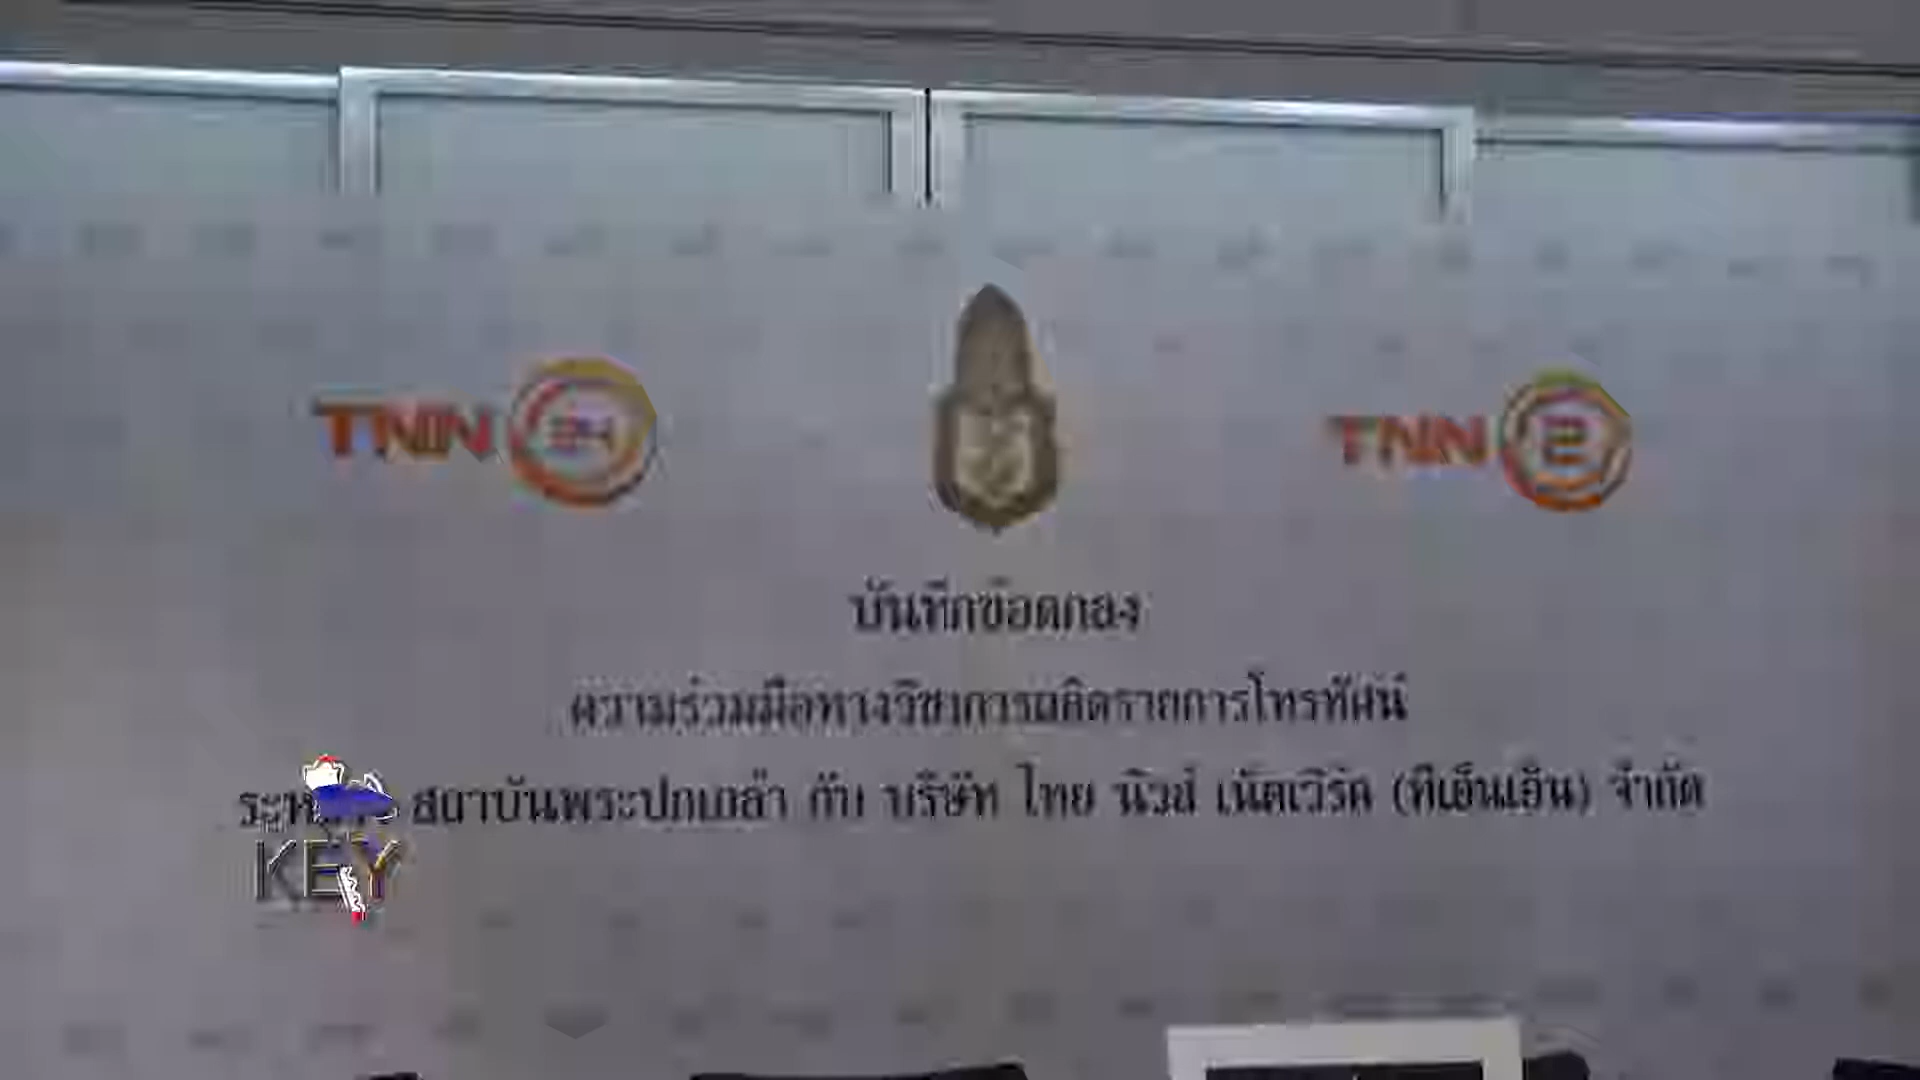 TNN 24
TNN 2
บันทึกข้อตกลง
ความร่วมมือทางวิชาการผลิตรายการโทรทัศน์
ระหว่าง สถาบันพระปกเกล้า กับ บริษัท ไทย นิวส์ เน็ตเวิร์ค (ทีเอ็นเอ็น) จำกัด
KEY